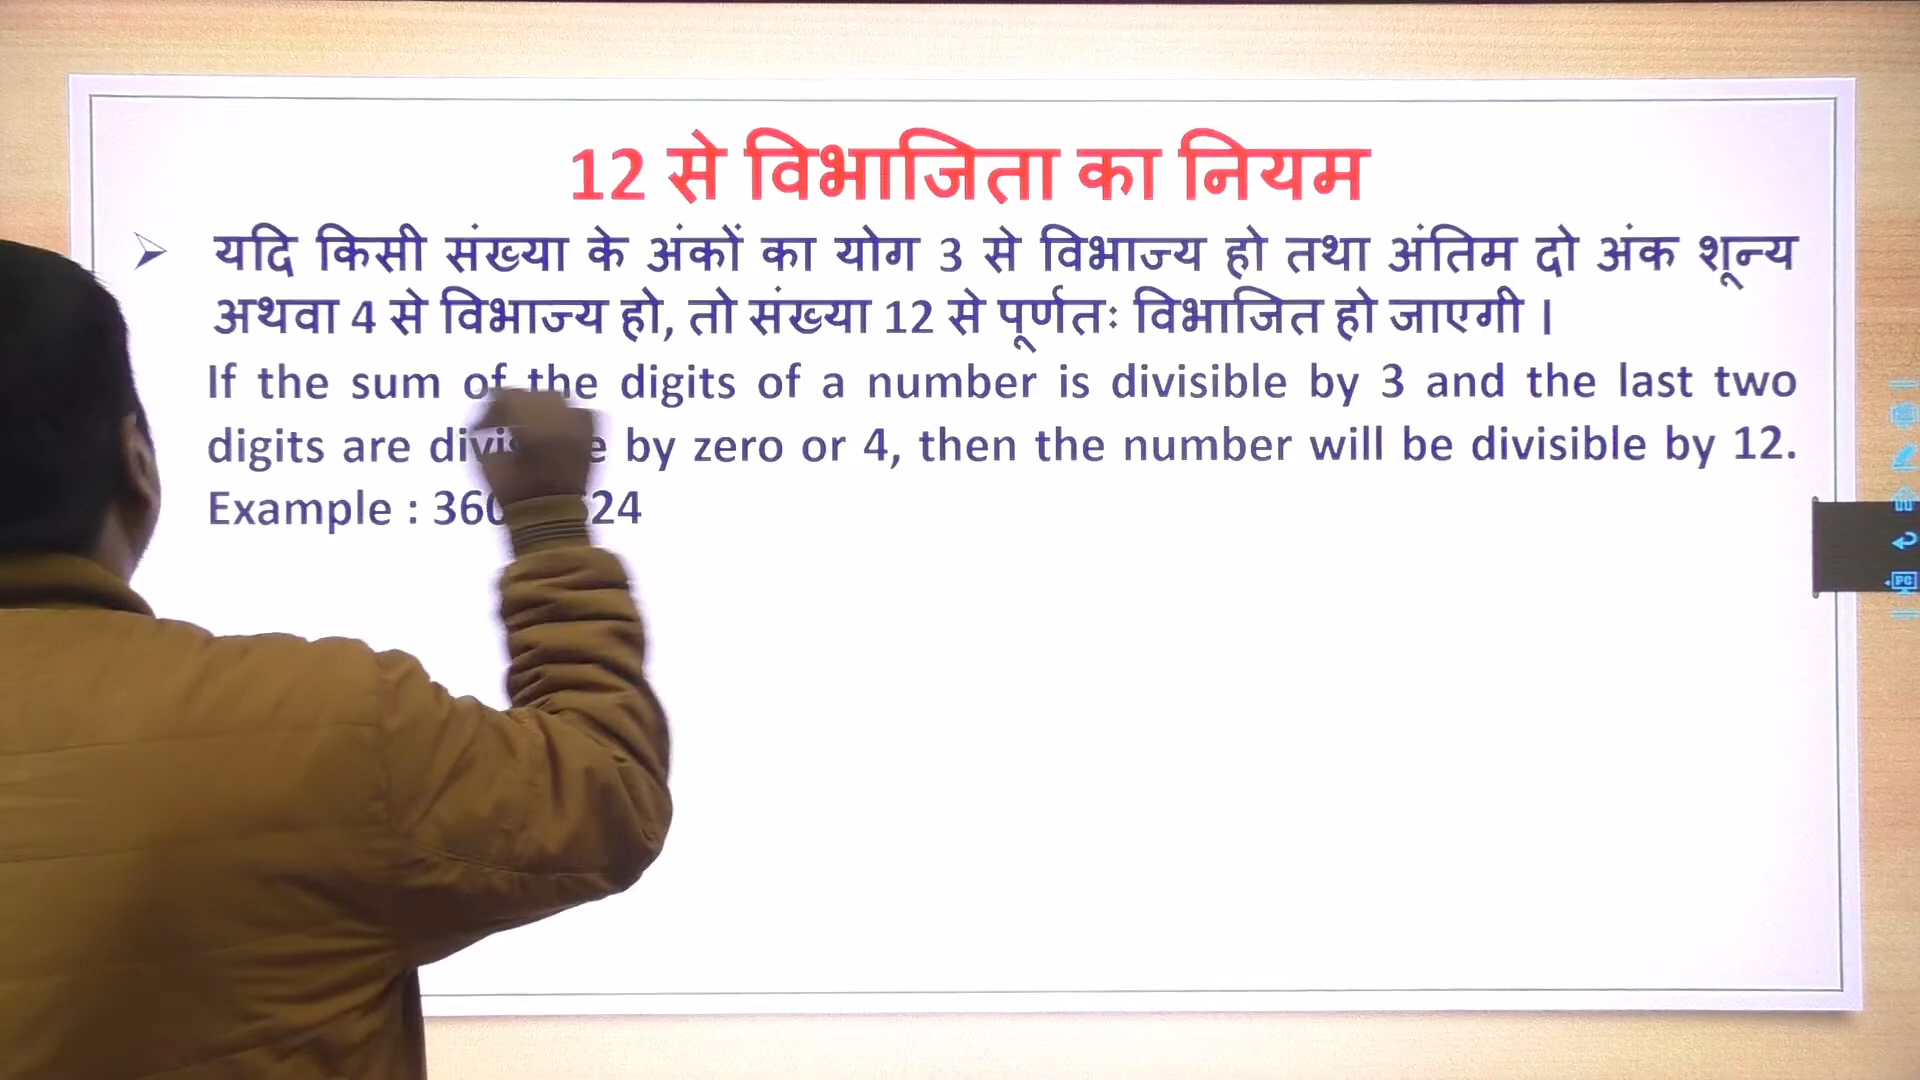 12 से विभाजिता का नियम
➢ यदि किसी संख्या के अंकों का योग 3 से विभाज्य हो तथा अंतिम दो अंक शून्य
अथवा 4 से विभाज्य हो, तो संख्या 12 से पूर्णतः विभाजित हो जाएगी ।
If the sum of the digits of a number is divisible by 3 and the last two
digits are by zero or 4, then the number will be divisible by 12.
Example :
PC